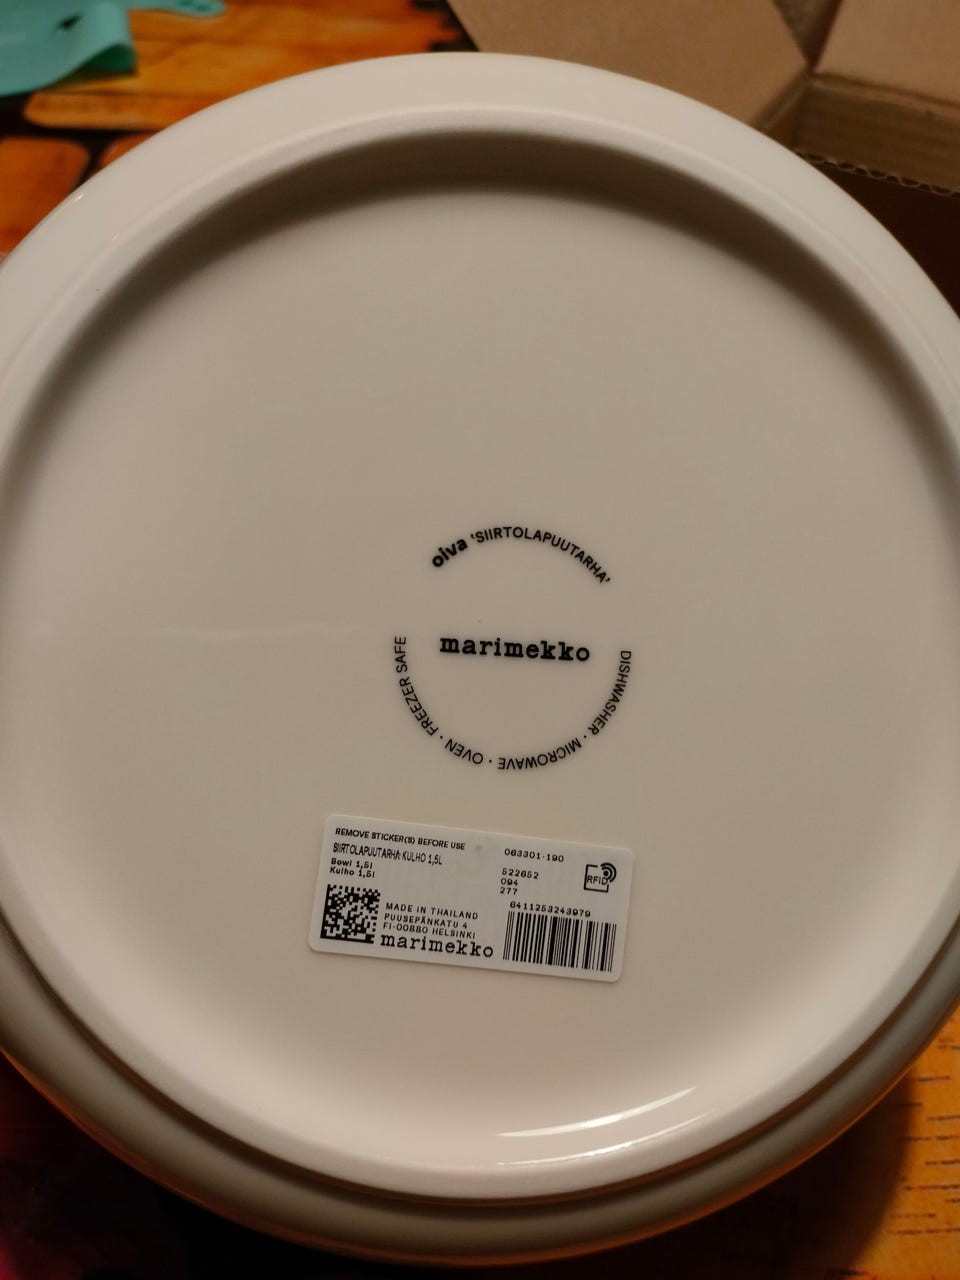 oiva 'SIIRTOLAPUUTARHA'
marimekko
DISHWASHER · MICROWAVE · OVEN · FREEZER SAFE
REMOVE STICKER(S) BEFORE USE
SIIRTOLAPUUTARHA KULHO 1,5L
Bowl 1,5l
Kulho 1,5l
063301-190
522652
094
277
RFID
6411253243979
MADE IN THAILAND
PUUSEPÄNKATU 4
FI-00880 HELSINKI
marimekko